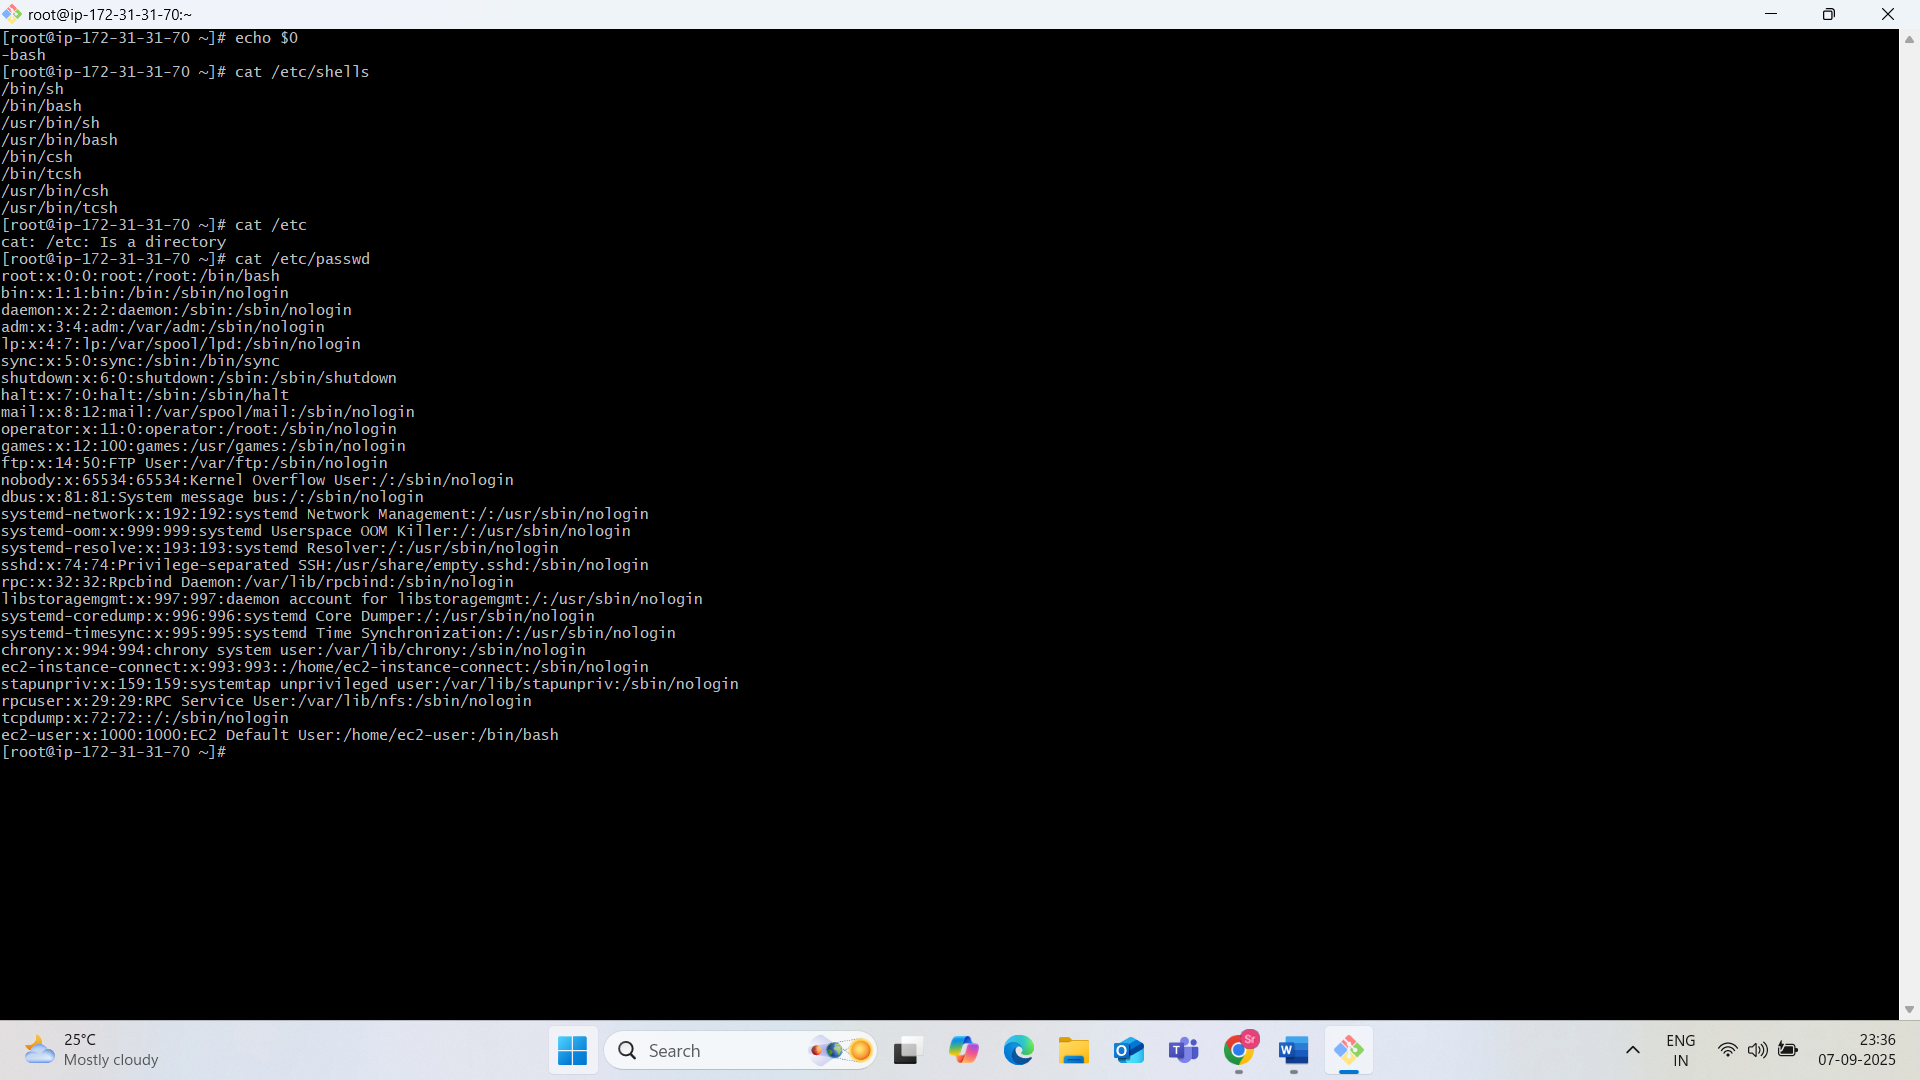 root@ip-172-31-31-70:~
[root@ip-172-31-31-70 ~]# echo $0
-bash
[root@ip-172-31-31-70 ~]# cat /etc/shells
/bin/sh
/bin/bash
/usr/bin/sh
/usr/bin/bash
/bin/csh
/bin/tcsh
/usr/bin/csh
/usr/bin/tcsh
[root@ip-172-31-31-70 ~]# cat /etc
cat: /etc: Is a directory
[root@ip-172-31-31-70 ~]# cat /etc/passwd
root:x:0:0:root:/root:/bin/bash
bin:x:1:1:bin:/bin:/sbin/nologin
daemon:x:2:2:daemon:/sbin:/sbin/nologin
adm:x:3:4:adm:/var/adm:/sbin/nologin
lp:x:4:7:lp:/var/spool/lpd:/sbin/nologin
sync:x:5:0:sync:/sbin:/bin/sync
shutdown:x:6:0:shutdown:/sbin:/sbin/shutdown
halt:x:7:0:halt:/sbin:/sbin/halt
mail:x:8:12:mail:/var/spool/mail:/sbin/nologin
operator:x:11:0:operator:/root:/sbin/nologin
games:x:12:100:games:/usr/games:/sbin/nologin
ftp:x:14:50:FTP User:/var/ftp:/sbin/nologin
nobody:x:65534:65534:Kernel Overflow User:/:/sbin/nologin
dbus:x:81:81:System message bus:/:/sbin/nologin
systemd-network:x:192:192:systemd Network Management:/:/usr/sbin/nologin
systemd-oom:x:999:999:systemd Userspace OOM Killer:/:/usr/sbin/nologin
systemd-resolve:x:193:193:systemd Resolver:/:/usr/sbin/nologin
sshd:x:74:74:Privilege-separated SSH:/usr/share/empty.sshd:/sbin/nologin
rpc:x:32:32:Rpcbind Daemon:/var/lib/rpcbind:/sbin/nologin
libstoragemgmt:x:997:997:daemon account for libstoragemgmt:/:/usr/sbin/nologin
systemd-coredump:x:996:996:systemd Core Dumper:/:/usr/sbin/nologin
systemd-timesync:x:995:995:systemd Time Synchronization:/:/usr/sbin/nologin
chrony:x:994:994:chrony system user:/var/lib/chrony:/sbin/nologin
ec2-instance-connect:x:993:993::/home/ec2-instance-connect:/sbin/nologin
stapunpriv:x:159:159:systemtap unprivileged user:/var/lib/stapunpriv:/sbin/nologin
rpcuser:x:29:29:RPC Service User:/var/lib/nfs:/sbin/nologin
tcpdump:x:72:72::/:/sbin/nologin
ec2-user:x:1000:1000:EC2 Default User:/home/ec2-user:/bin/bash
[root@ip-172-31-31-70 ~]#
25°C
Mostly cloudy
Search
Sr
ENG
IN
23:36
07-09-2025